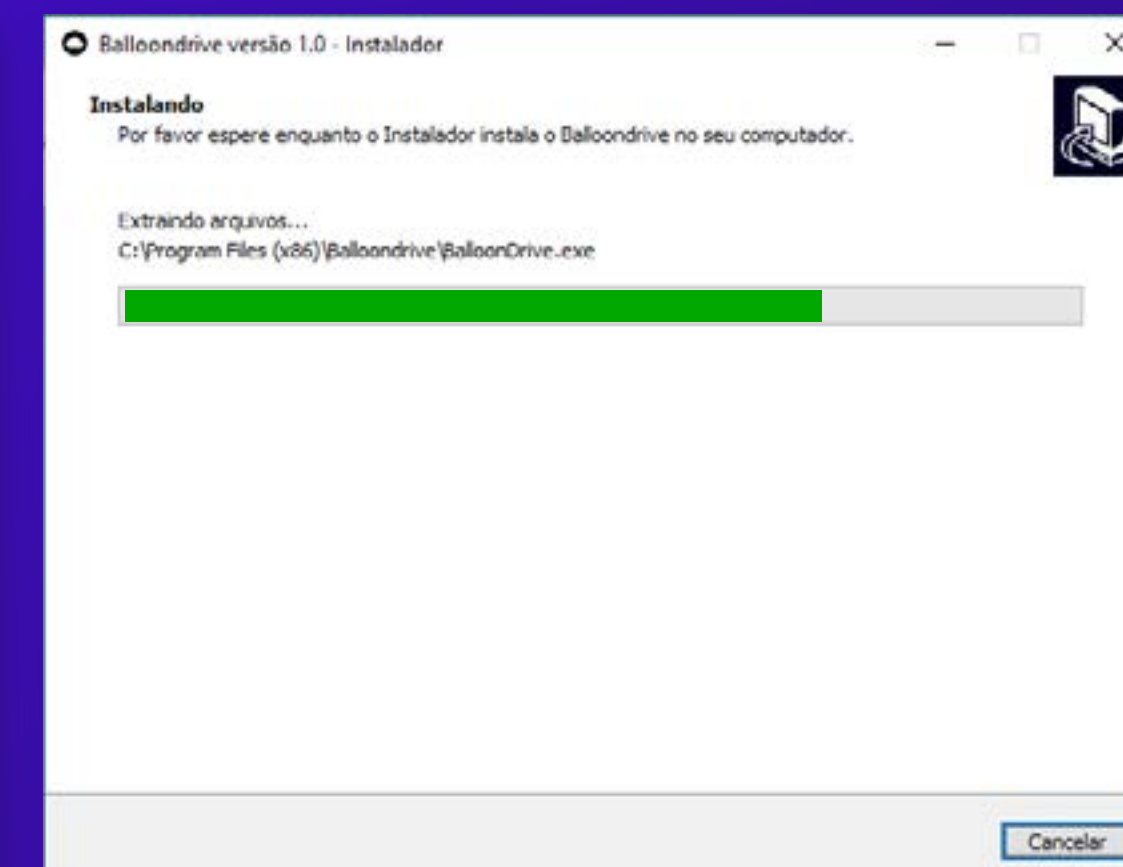 Balloondrive versão 1.0 - Instalador
Instalando
Por favor espere enquanto o Instalador instala o Balloondrive no seu computador.
Extraindo arquivos...
C:\Program Files (x86)\Balloondrive\BalloonDrive.exe
Cancelar